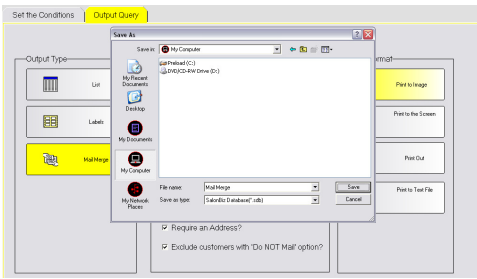 Set the Conditions
Output Query
Save As
Save in:
My Computer
Preload (C:)
DVD/CD-RW Drive (D:)
My Recent
Documents
Desktop
My Documents
My Computer
My Network
Places
File name:
Mail Merge
Save
Save as type:
SalonBiz Database(*.sdb)
Cancel
Output Type
List
Labels
Mail Merge
rmat
Print to Image
Print to the Screen
Print Out
Print to Text File
Require an Address?
Exclude customers with 'Do NOT Mail' option?